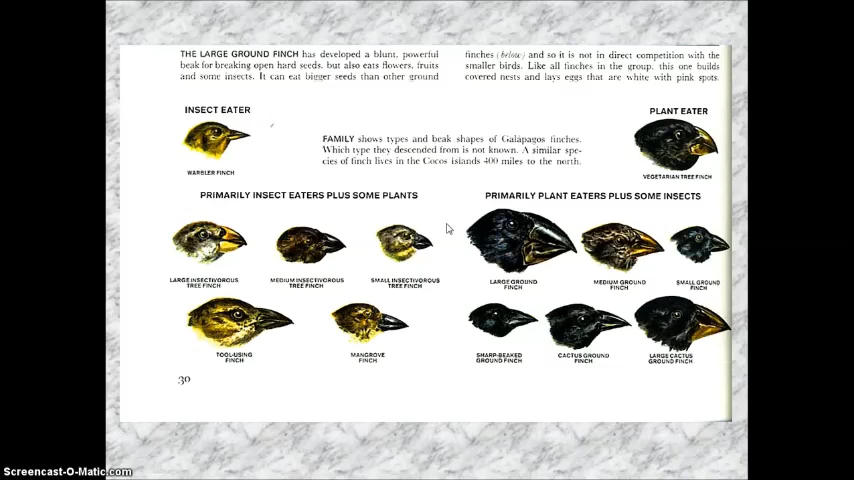 THE LARGE GROUND FINCH has developed a blunt, powerful
beak for breaking open hard seeds, but also eats flowers, fruits
and some insects. It can eat bigger seeds than other ground
finches (below) and so it is not in direct competition with the
smaller birds. Like all finches in the group, this one builds
covered nests and lays eggs that are white with pink spots.
INSECT EATER
WARBLER FINCH
FAMILY shows types and beak shapes of Galápagos finches.
Which type they descended from is not known. A similar spe-
cies of finch lives in the Cocos islands 400 miles to the north.
PLANT EATER
VEGETARIAN TREE FINCH
PRIMARILY INSECT EATERS PLUS SOME PLANTS
LARGE INSECTIVOROUS
TREE FINCH
MEDIUM INSECTIVOROUS
TREE FINCH
SMALL INSECTIVOROUS
TREE FINCH
TOOL-USING
FINCH
MANGROVE
FINCH
PRIMARILY PLANT EATERS PLUS SOME INSECTS
LARGE GROUND
FINCH
MEDIUM GROUND
FINCH
SMALL GROUND
FINCH
SHARP-BEAKED
GROUND FINCH
CACTUS GROUND
FINCH
LARGE CACTUS
GROUND FINCH
30
Screencast-O-Matic.com